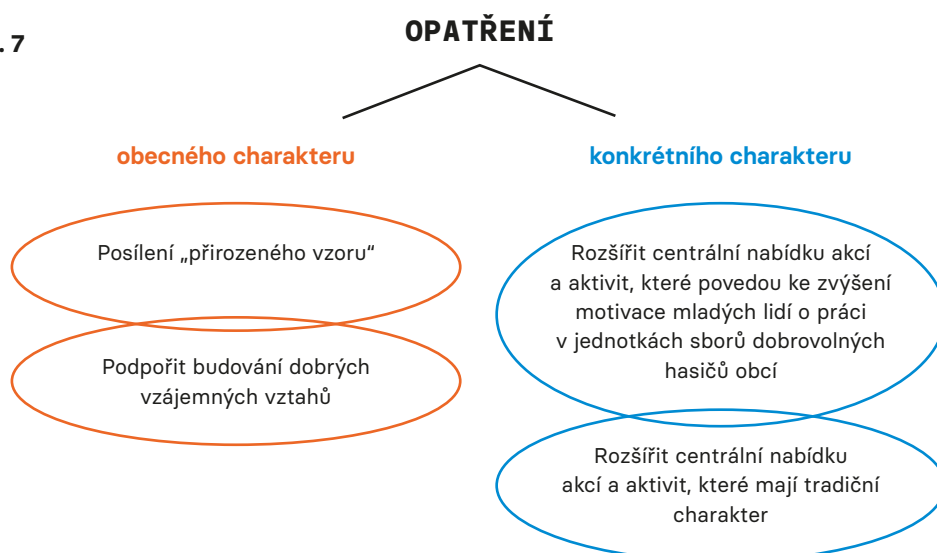 . 7
OPATŘENÍ
obecného charakteru
Posílení „přirozeného vzoru“
Podpořit budování dobrých
vzájemných vztahů
konkrétního charakteru
Rozšířit centrální nabídku akcí
a aktivit, které povedou ke zvýšení
motivace mladých lidí o práci
v jednotkách sborů dobrovolných
hasičů obcí
Rozšířit centrální nabídku
akcí a aktivit, které mají tradiční
charakter